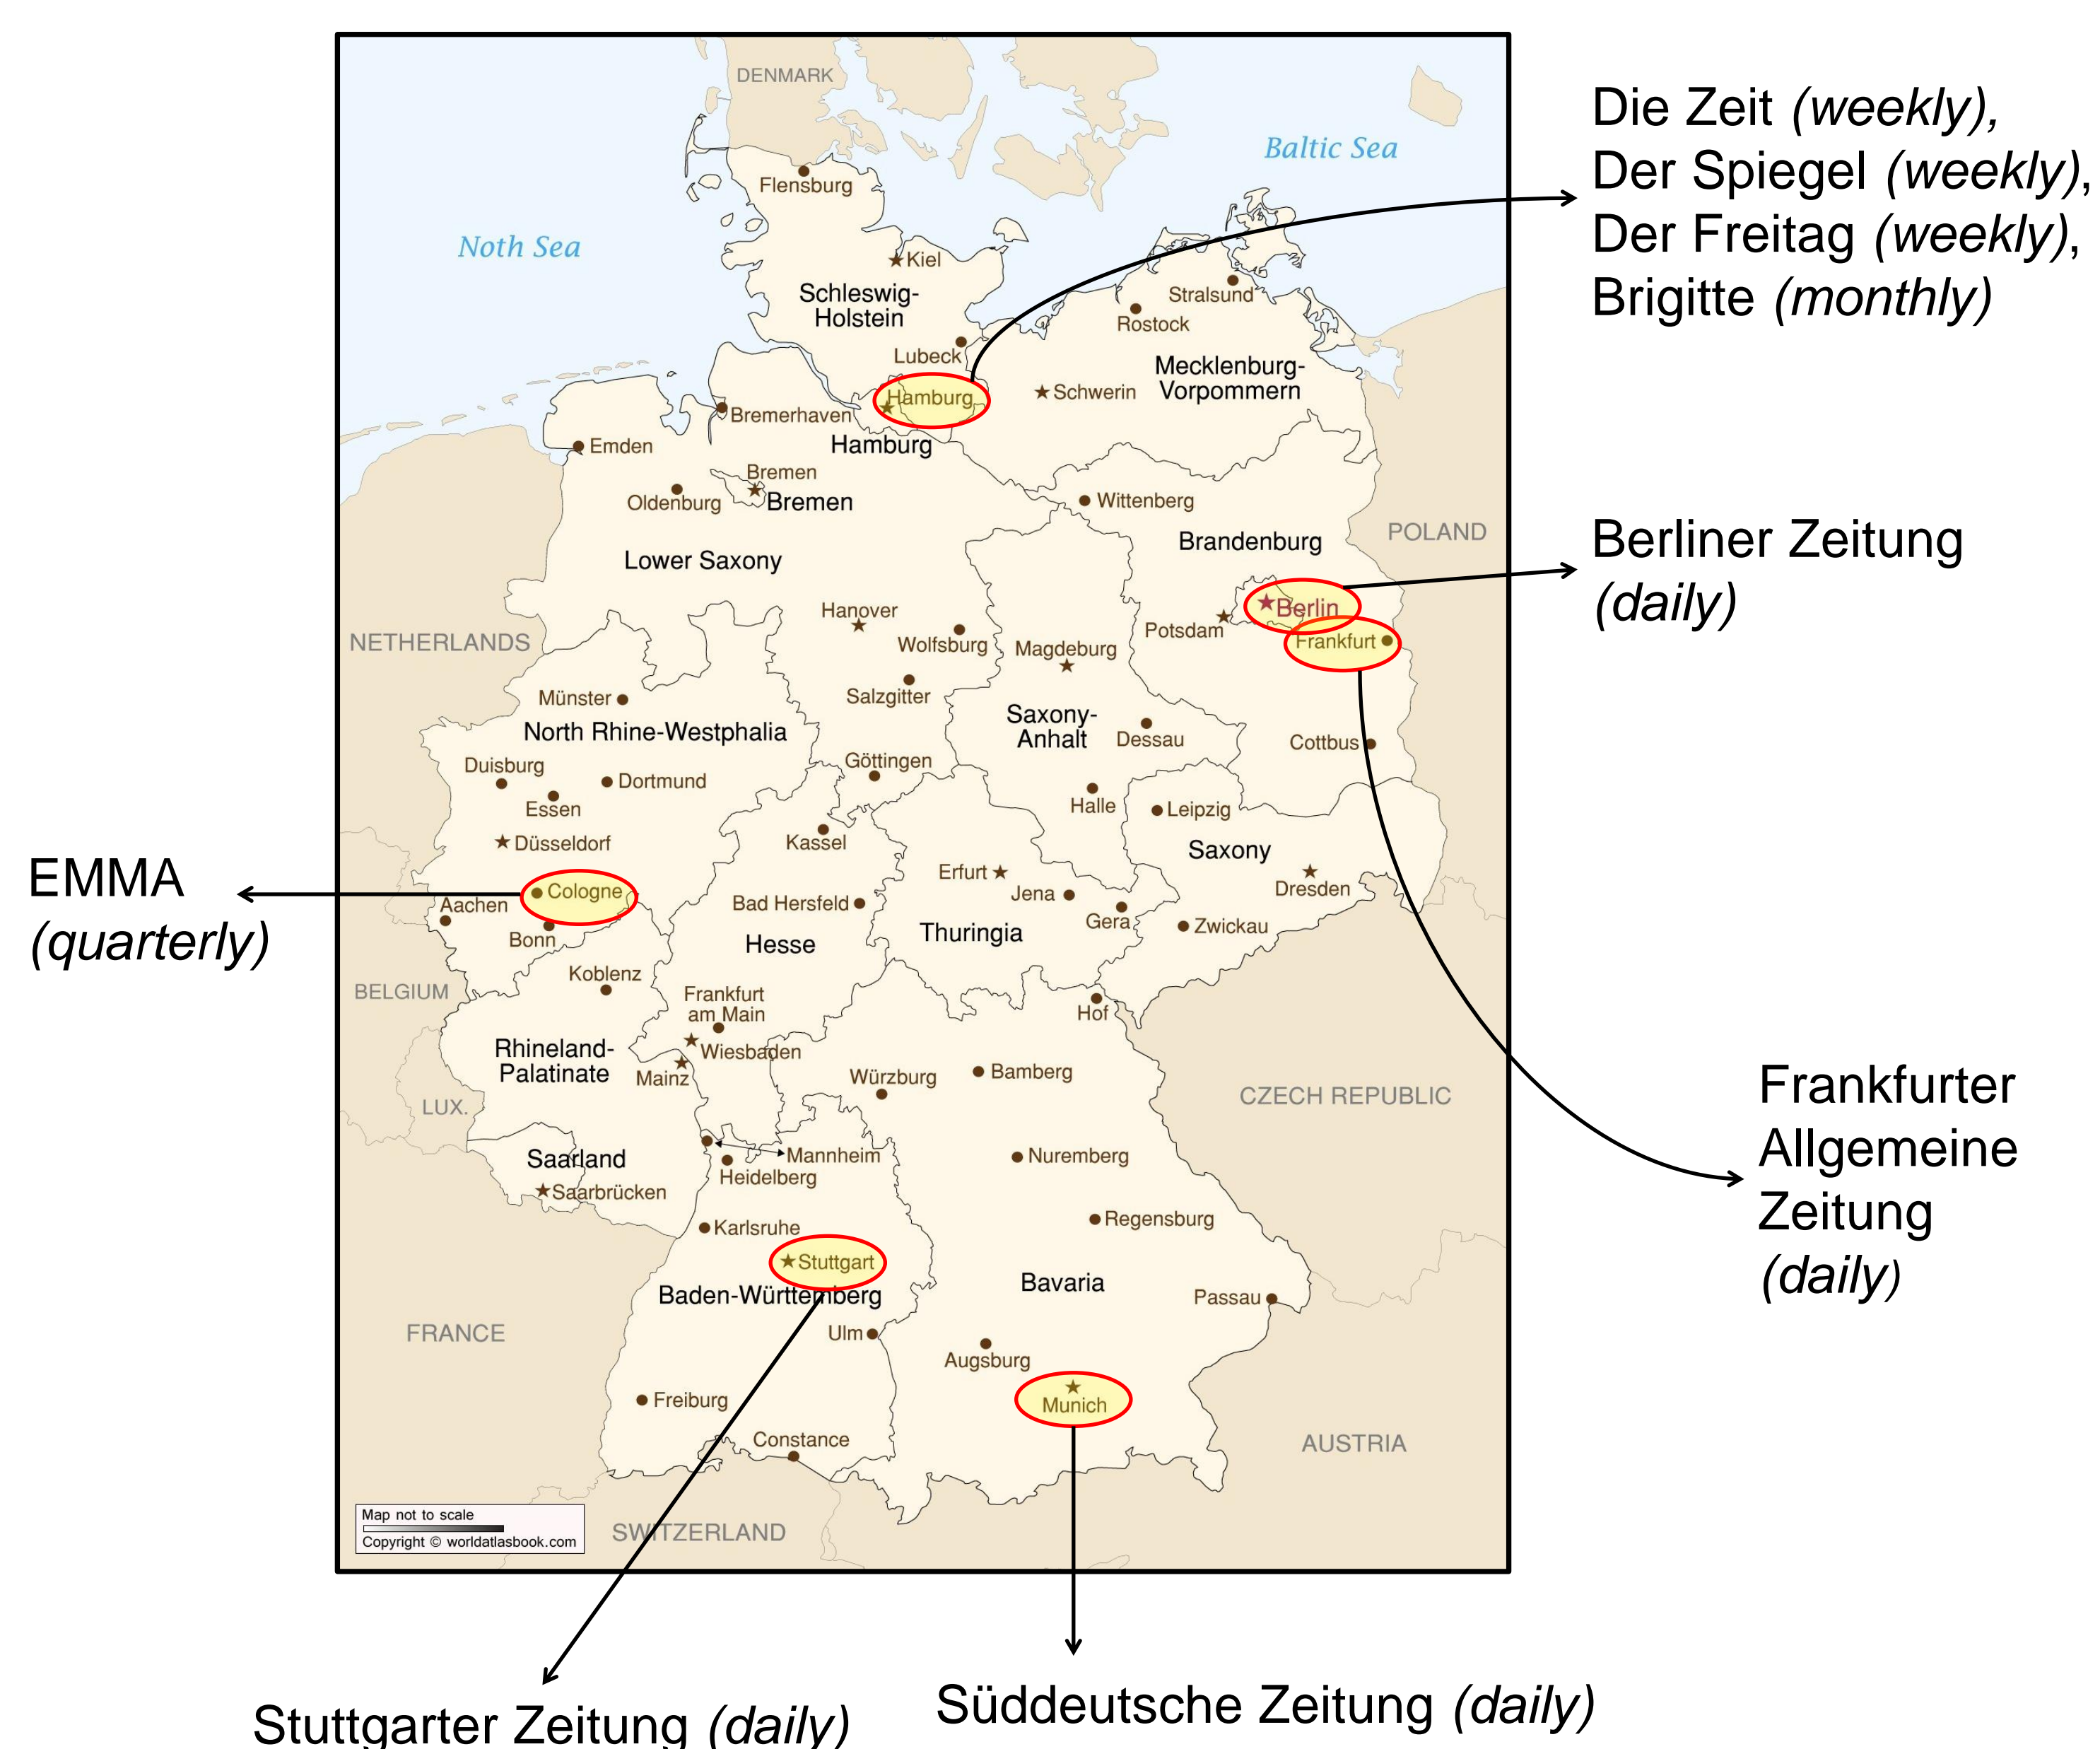 DENMARK
Baltic Sea
Noth Sea
Flensburg
Kiel
Schleswig-
Holstein
Stralsund
Rostock
Lubeck
Mecklenburg-
Vorpommern
Schwerin
Hamburg
Bremerhaven
Hamburg
Emden
Bremen
Bremen
Oldenburg
Wittenberg
Brandenburg
POLAND
Lower Saxony
Berlin
Hanover
Potsdam
Frankfurt
Wolfsburg
Magdeburg
NETHERLANDS
Münster
Salzgitter
North Rhine-Westphalia
Saxony-
Anhalt
Dessau
Cottbus
Göttingen
Duisburg
Dortmund
Essen
Halle
Leipzig
Düsseldorf
Kassel
Saxony
Erfurt
Dresden
Cologne
Jena
Aachen
Bad Hersfeld
Gera
Zwickau
Bonn
Hesse
Thuringia
Koblenz
BELGIUM
Frankfurt
am Main
Hof
Wiesbaden
Rhineland-
Palatinate
Mainz
Bamberg
Würzburg
CZECH REPUBLIC
LUX.
Mannheim
Nuremberg
Saarland
Heidelberg
Saarbrücken
Karlsruhe
Regensburg
Stuttgart
Baden-Württemberg
Bavaria
Passau
FRANCE
Ulm
Augsburg
Freiburg
Munich
Constance
AUSTRIA
SWITZERLAND
Map not to scale
Copyright © worldatlasbook.com
Die Zeit (weekly),
Der Spiegel (weekly),
Der Freitag (weekly),
Brigitte (monthly)
Berliner Zeitung
(daily)
EMMA
(quarterly)
Frankfurter
Allgemeine
Zeitung
(daily)
Stuttgarter Zeitung (daily)
Süddeutsche Zeitung (daily)